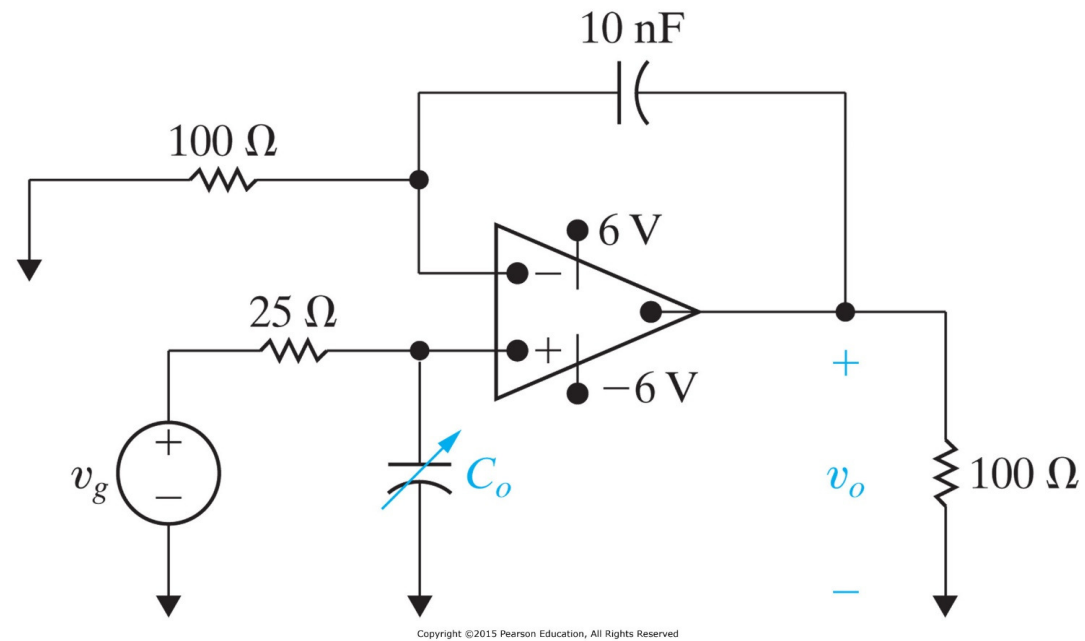 10 nF
100 Ω
6 V
−
25 Ω
+
−6 V
+
+
−
v_g
C_o
v_o
100 Ω
−
Copyright ©2015 Pearson Education, All Rights Reserved